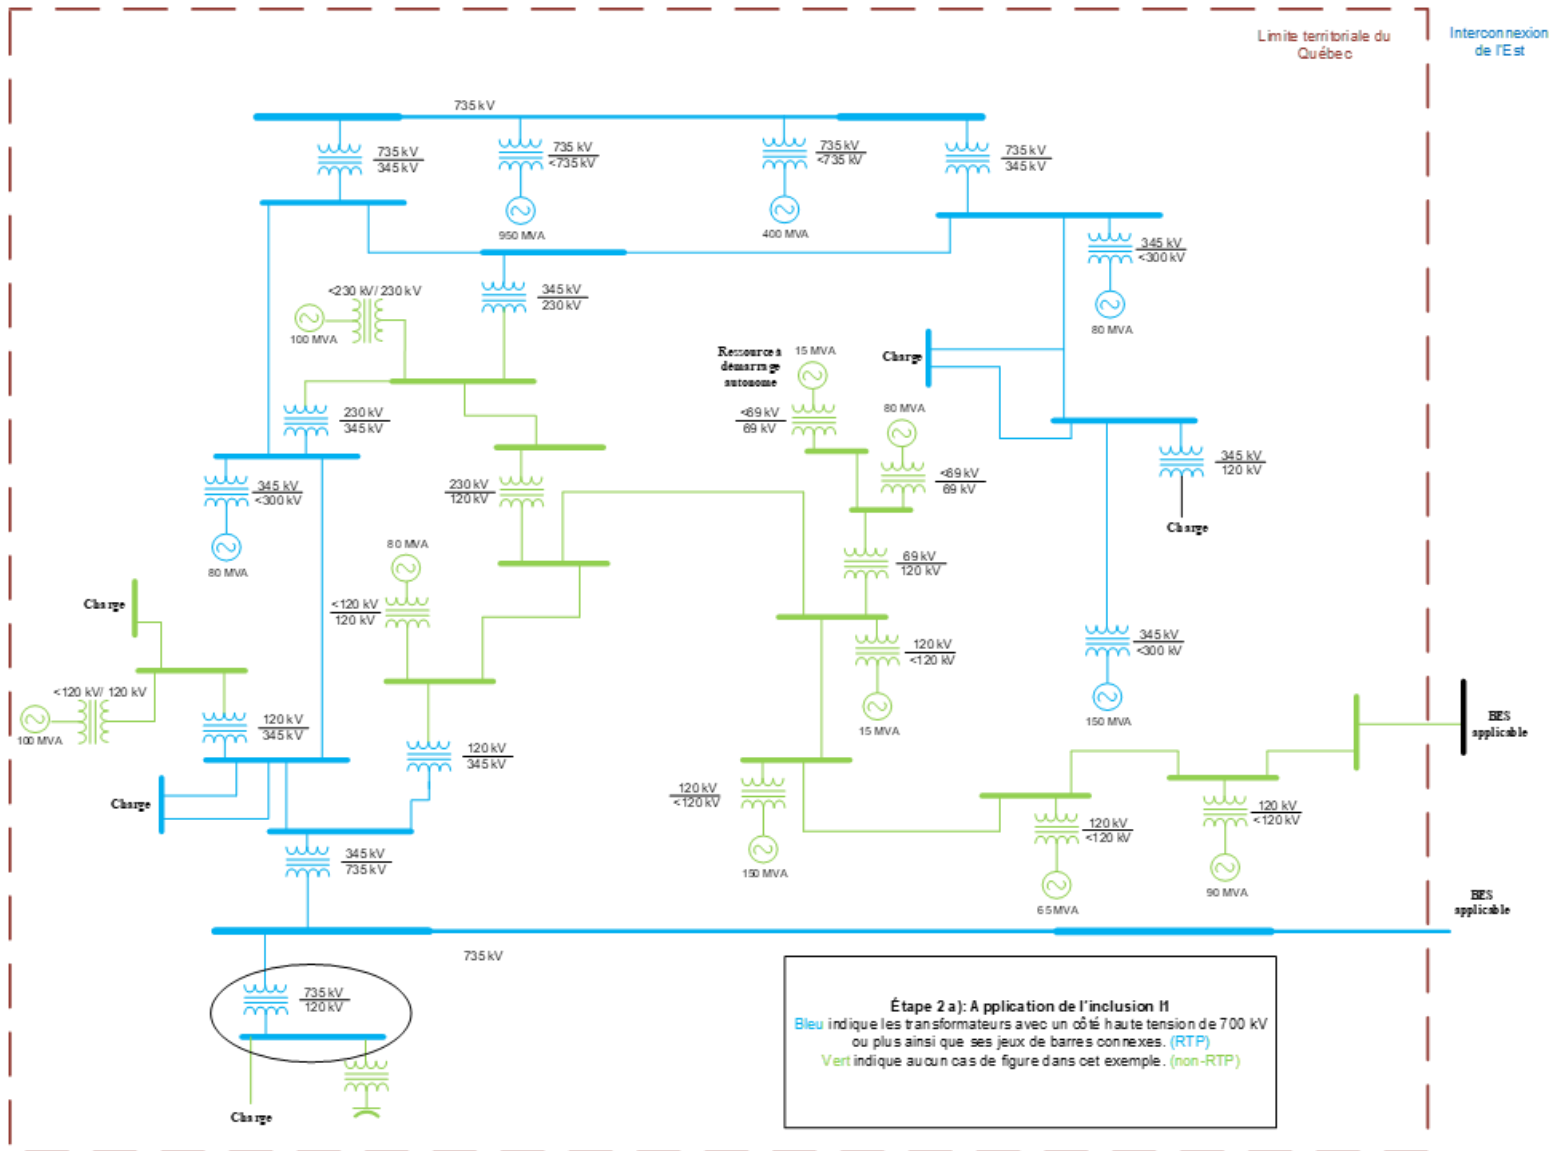 Limite territoriale du
Québec
Interconnexion
de l'Est
735 kV
735 kV
345 kV
735 kV
<735 kV
735 kV
<735 kV
735 kV
345 kV
950 MVA
400 MVA
345 kV
<300 kV
80 MVA
<230 kV/ 230 kV
100 MVA
345 kV
230 kV
Ressource à
démarrage
autonome
15 MVA
Charge
<69 kV
69 kV
80 MVA
230 kV
345 kV
345 kV
120 kV
<69 kV
69 kV
345 kV
<300 kV
230 kV
120 kV
Charge
80 MVA
80 MVA
69 kV
120 kV
Charge
<120 kV
120 kV
120 kV
<120 kV
345 kV
<300 kV
<120 kV/ 120 kV
100 MVA
120 kV
345 kV
15 MVA
150 MVA
BES
applicable
120 kV
345 kV
Charge
120 kV
<120 kV
120 kV
<120 kV
120 kV
<120 kV
345 kV
735 kV
150 MVA
90 MVA
65 MVA
BES
applicable
735 kV
735 kV
120 kV
Charge
Étape 2 a): Application de l'inclusion I1
Bleu indique les transformateurs avec un côté haute tension de 700 kV
ou plus ainsi que ses jeux de barres connexes. (RTP)
Vert indique aucun cas de figure dans cet exemple. (non-RTP)